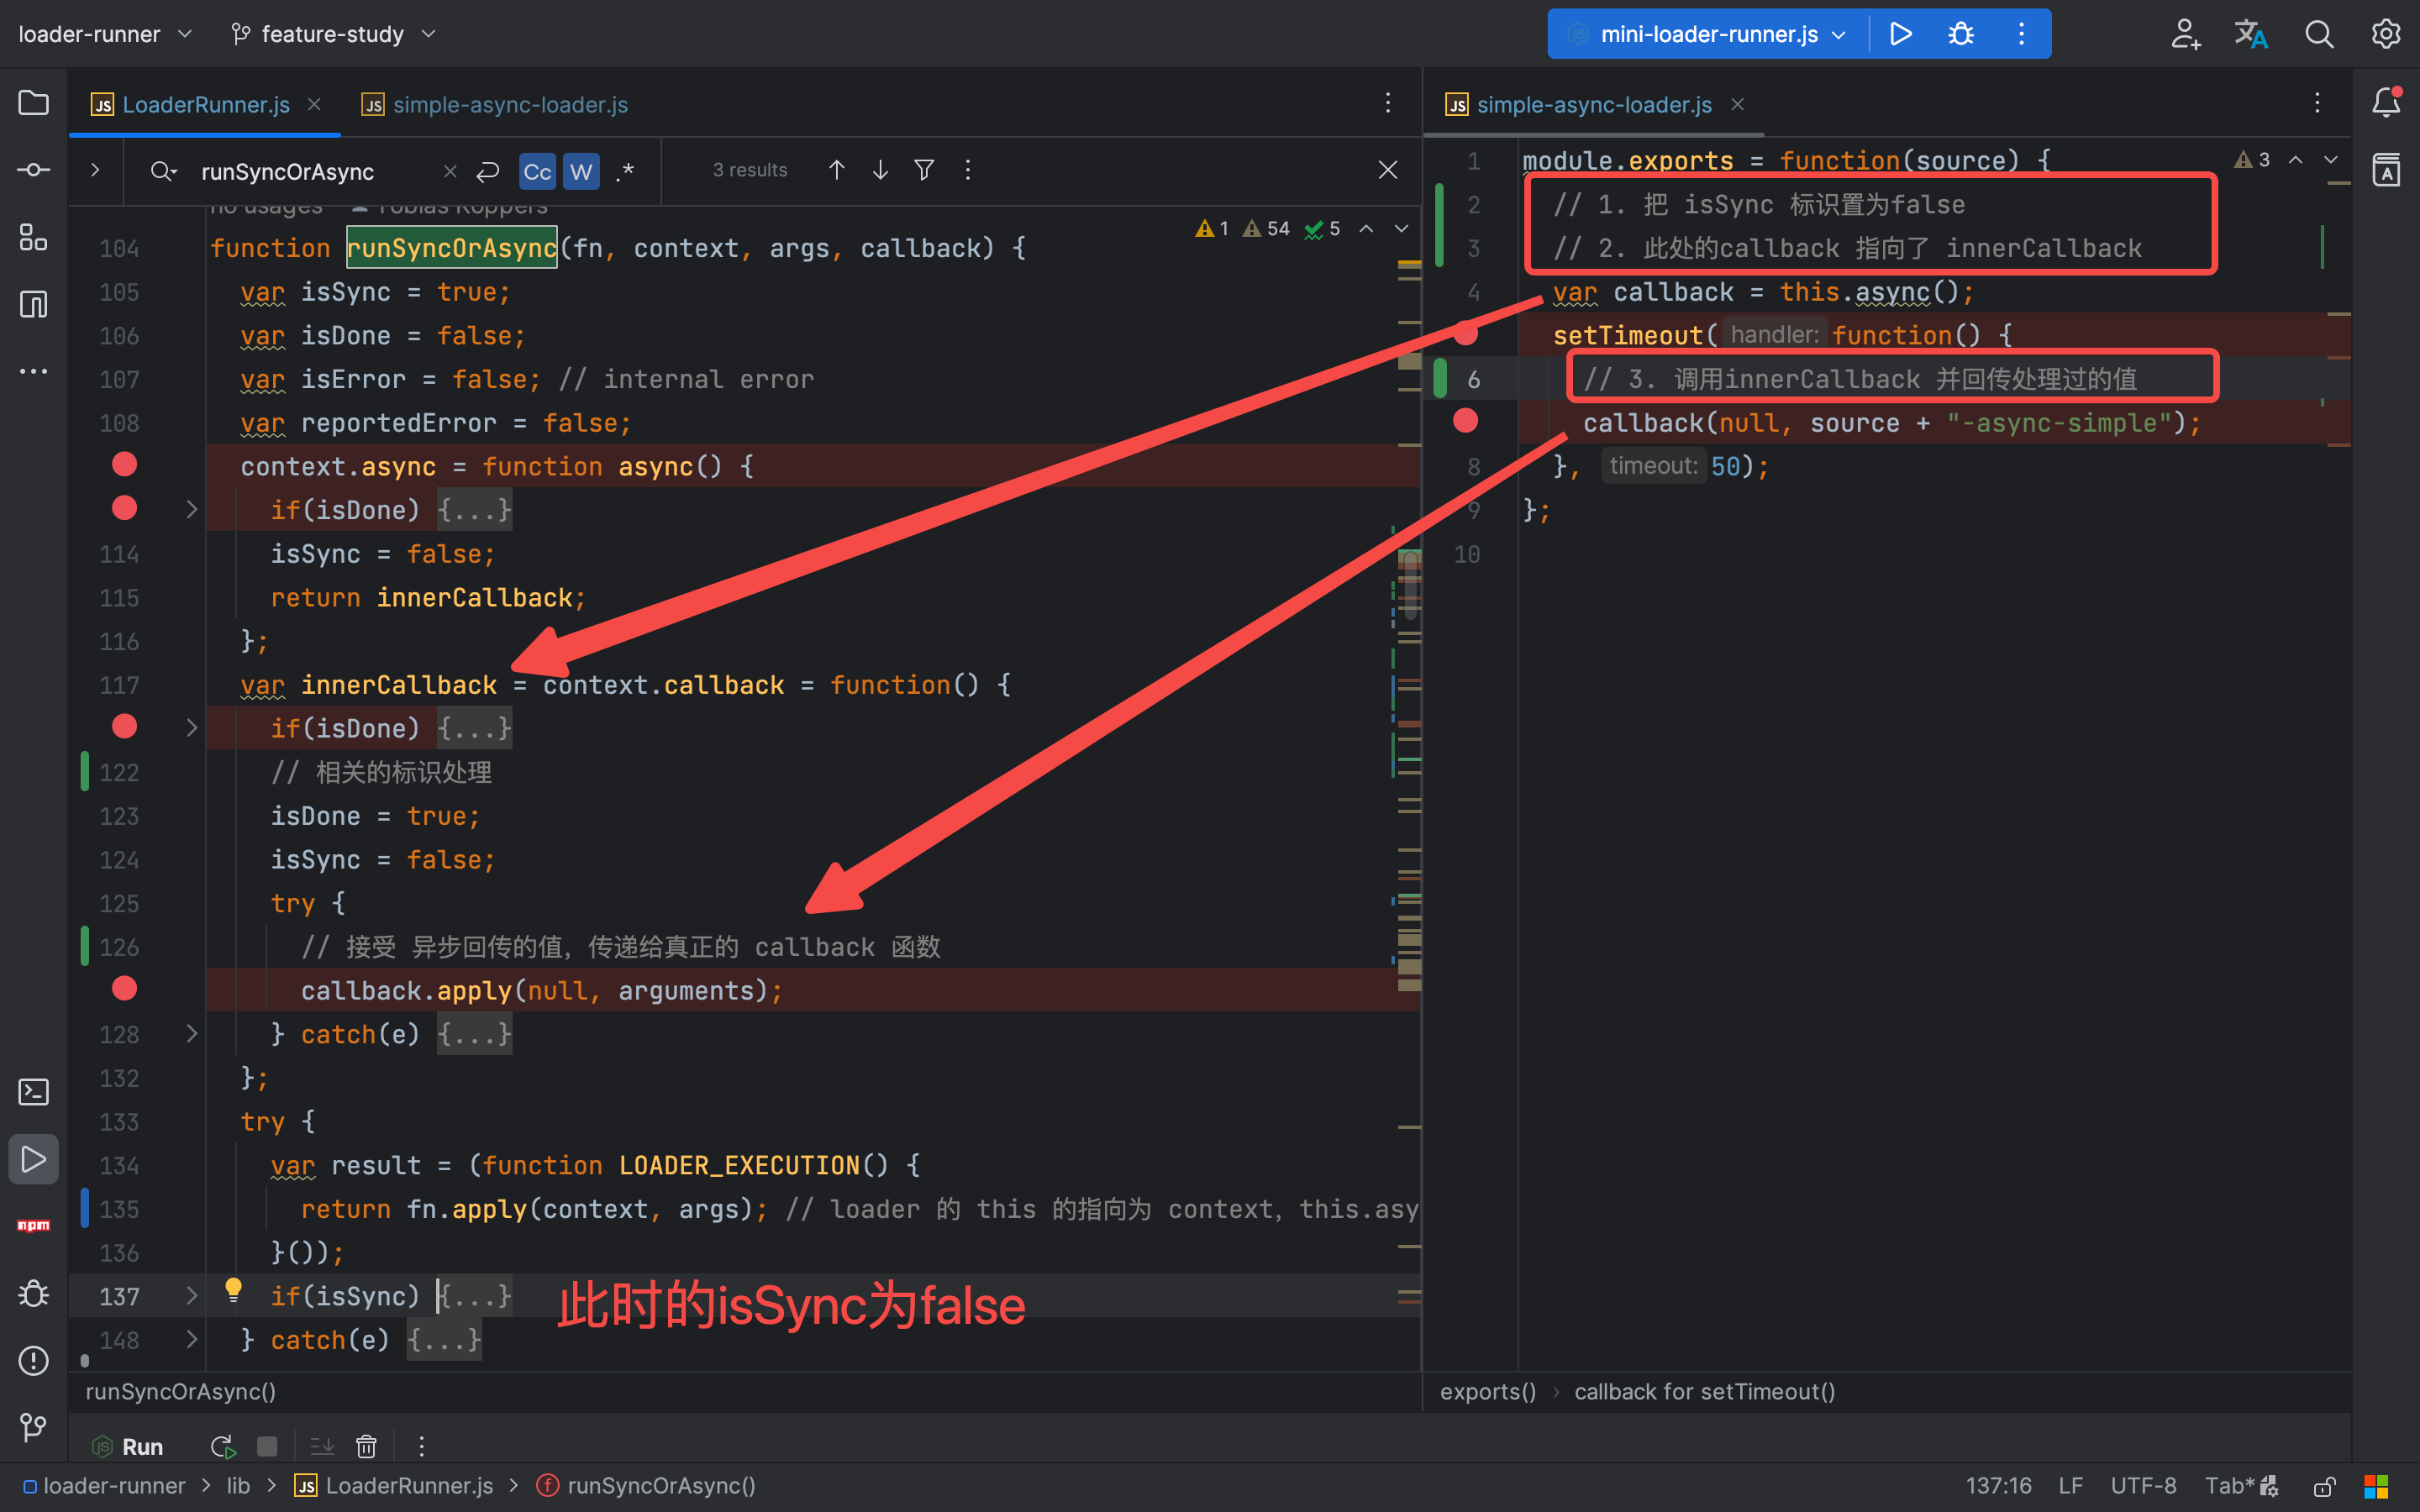 loader-runner
feature-study
mini-loader-runner.js
LoaderRunner.js
simple-async-loader.js
simple-async-loader.js
runSyncOrAsync
Cc
W
.*
3 results
no usages Tobias Koppers
1
54
5
104 function runSyncOrAsync(fn, context, args, callback) {
105 var isSync = true;
106 var isDone = false;
107 var isError = false; // internal error
108 var reportedError = false;
context.async = function async() {
if(isDone) {...}
114 isSync = false;
115 return innerCallback;
116 };
117 var innerCallback = context.callback = function() {
if(isDone) {...}
122 // 相关的标识处理
123 isDone = true;
124 isSync = false;
125 try {
126 // 接受 异步回传的值，传递给真正的 callback 函数
callback.apply(null, arguments);
128 } catch(e) {...}
132 };
133 try {
134 var result = (function LOADER_EXECUTION() {
135 return fn.apply(context, args); // loader 的 this 的指向为 context，this.asy
136 }());
137 if(isSync) {...}
此时的isSync为false
148 } catch(e) {...}
runSyncOrAsync()
3
1 module.exports = function(source) {
2 // 1. 把 isSync 标识置为false
3 // 2. 此处的callback 指向了 innerCallback
4 var callback = this.async();
setTimeout( handler: function() {
6 // 3. 调用innerCallback 并回传处理过的值
callback(null, source + "-async-simple");
8 }, timeout: 50);
9 };
10
exports() › callback for setTimeout()
Run
loader-runner > lib > LoaderRunner.js > runSyncOrAsync()
137:16 LF UTF-8 Tab*
npm